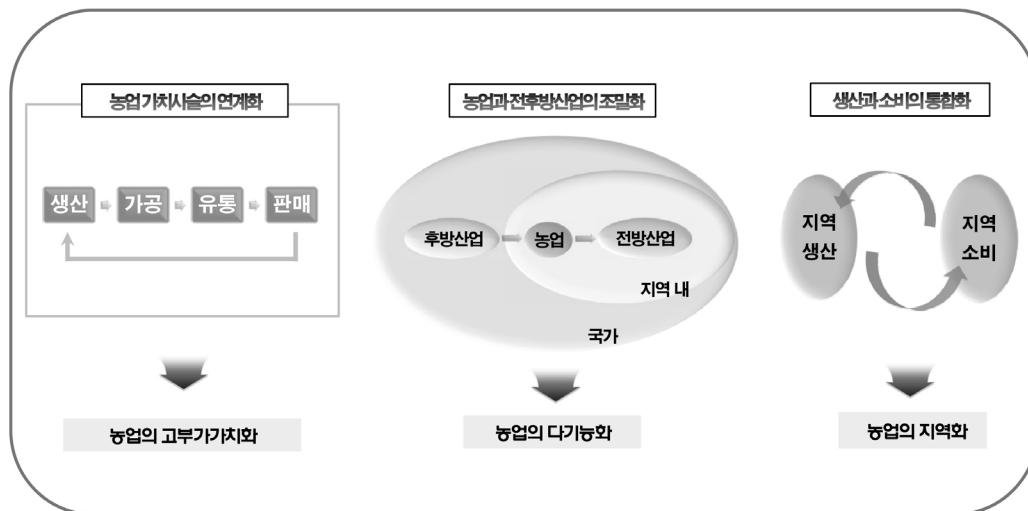 농업 가치사슬의 연계화
생산 가공 유통 판매
농업의 고부가가치화
농업과 전후방산업의 조밀화
후방산업 농업 전방산업
지역 내
국가
농업의 다기능화
생산과 소비의 통합화
지역
생산
지역
소비
농업의 지역화